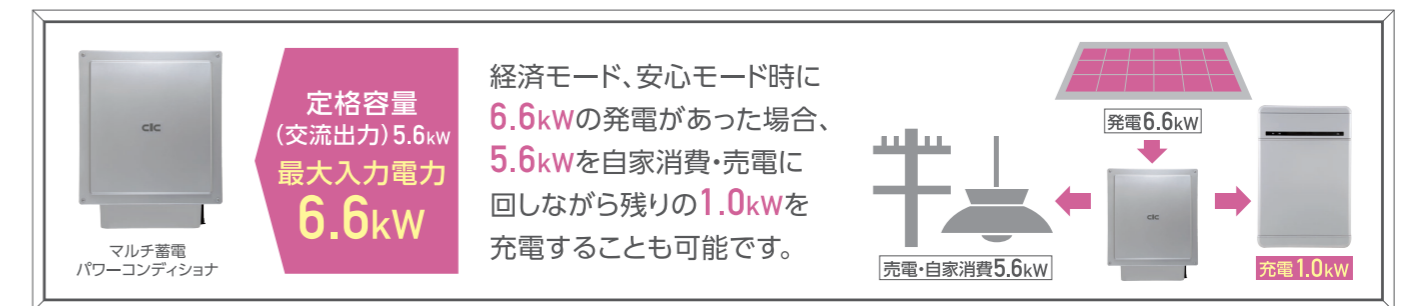 CIC
マルチ蓄電
パワーコンディショナ
定格容量
(交流出力)5.6kW
最大入力電力
6.6kW
経済モード、安心モード時に
6.6kWの発電があった場合、
5.6kWを自家消費・売電に
回しながら残りの1.0kWを
充電することも可能です。
発電6.6kW
CIC
売電・自家消費5.6kW
充電1.0kW